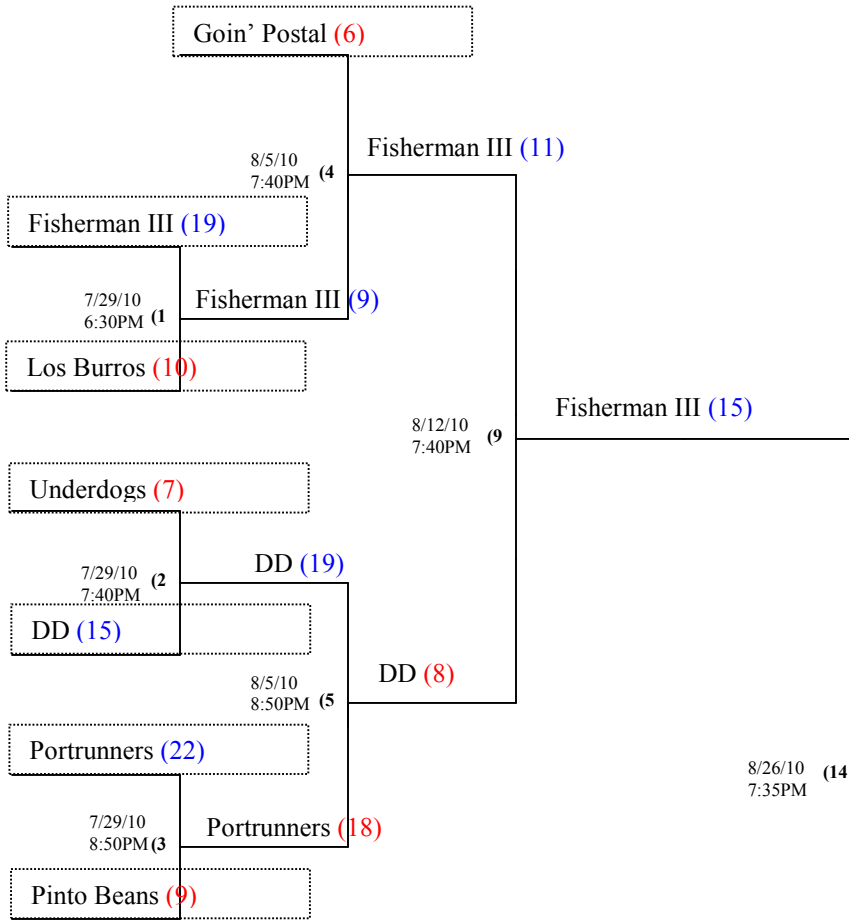 Goin’ Postal (6)
8/5/10
7:40PM (4
Fisherman III (11)
Fisherman III (19)
7/29/10
6:30PM (1
Fisherman III (9)
Los Burros (10)
8/12/10
7:40PM (9
Fisherman III (15)
Underdogs (7)
7/29/10
7:40PM (2
DD (19)
DD (15)
8/5/10
8:50PM (5
DD (8)
Portrunners (22)
8/26/10
7:35PM (14
7/29/10
8:50PM (3
Portrunners (18)
Pinto Beans (9)